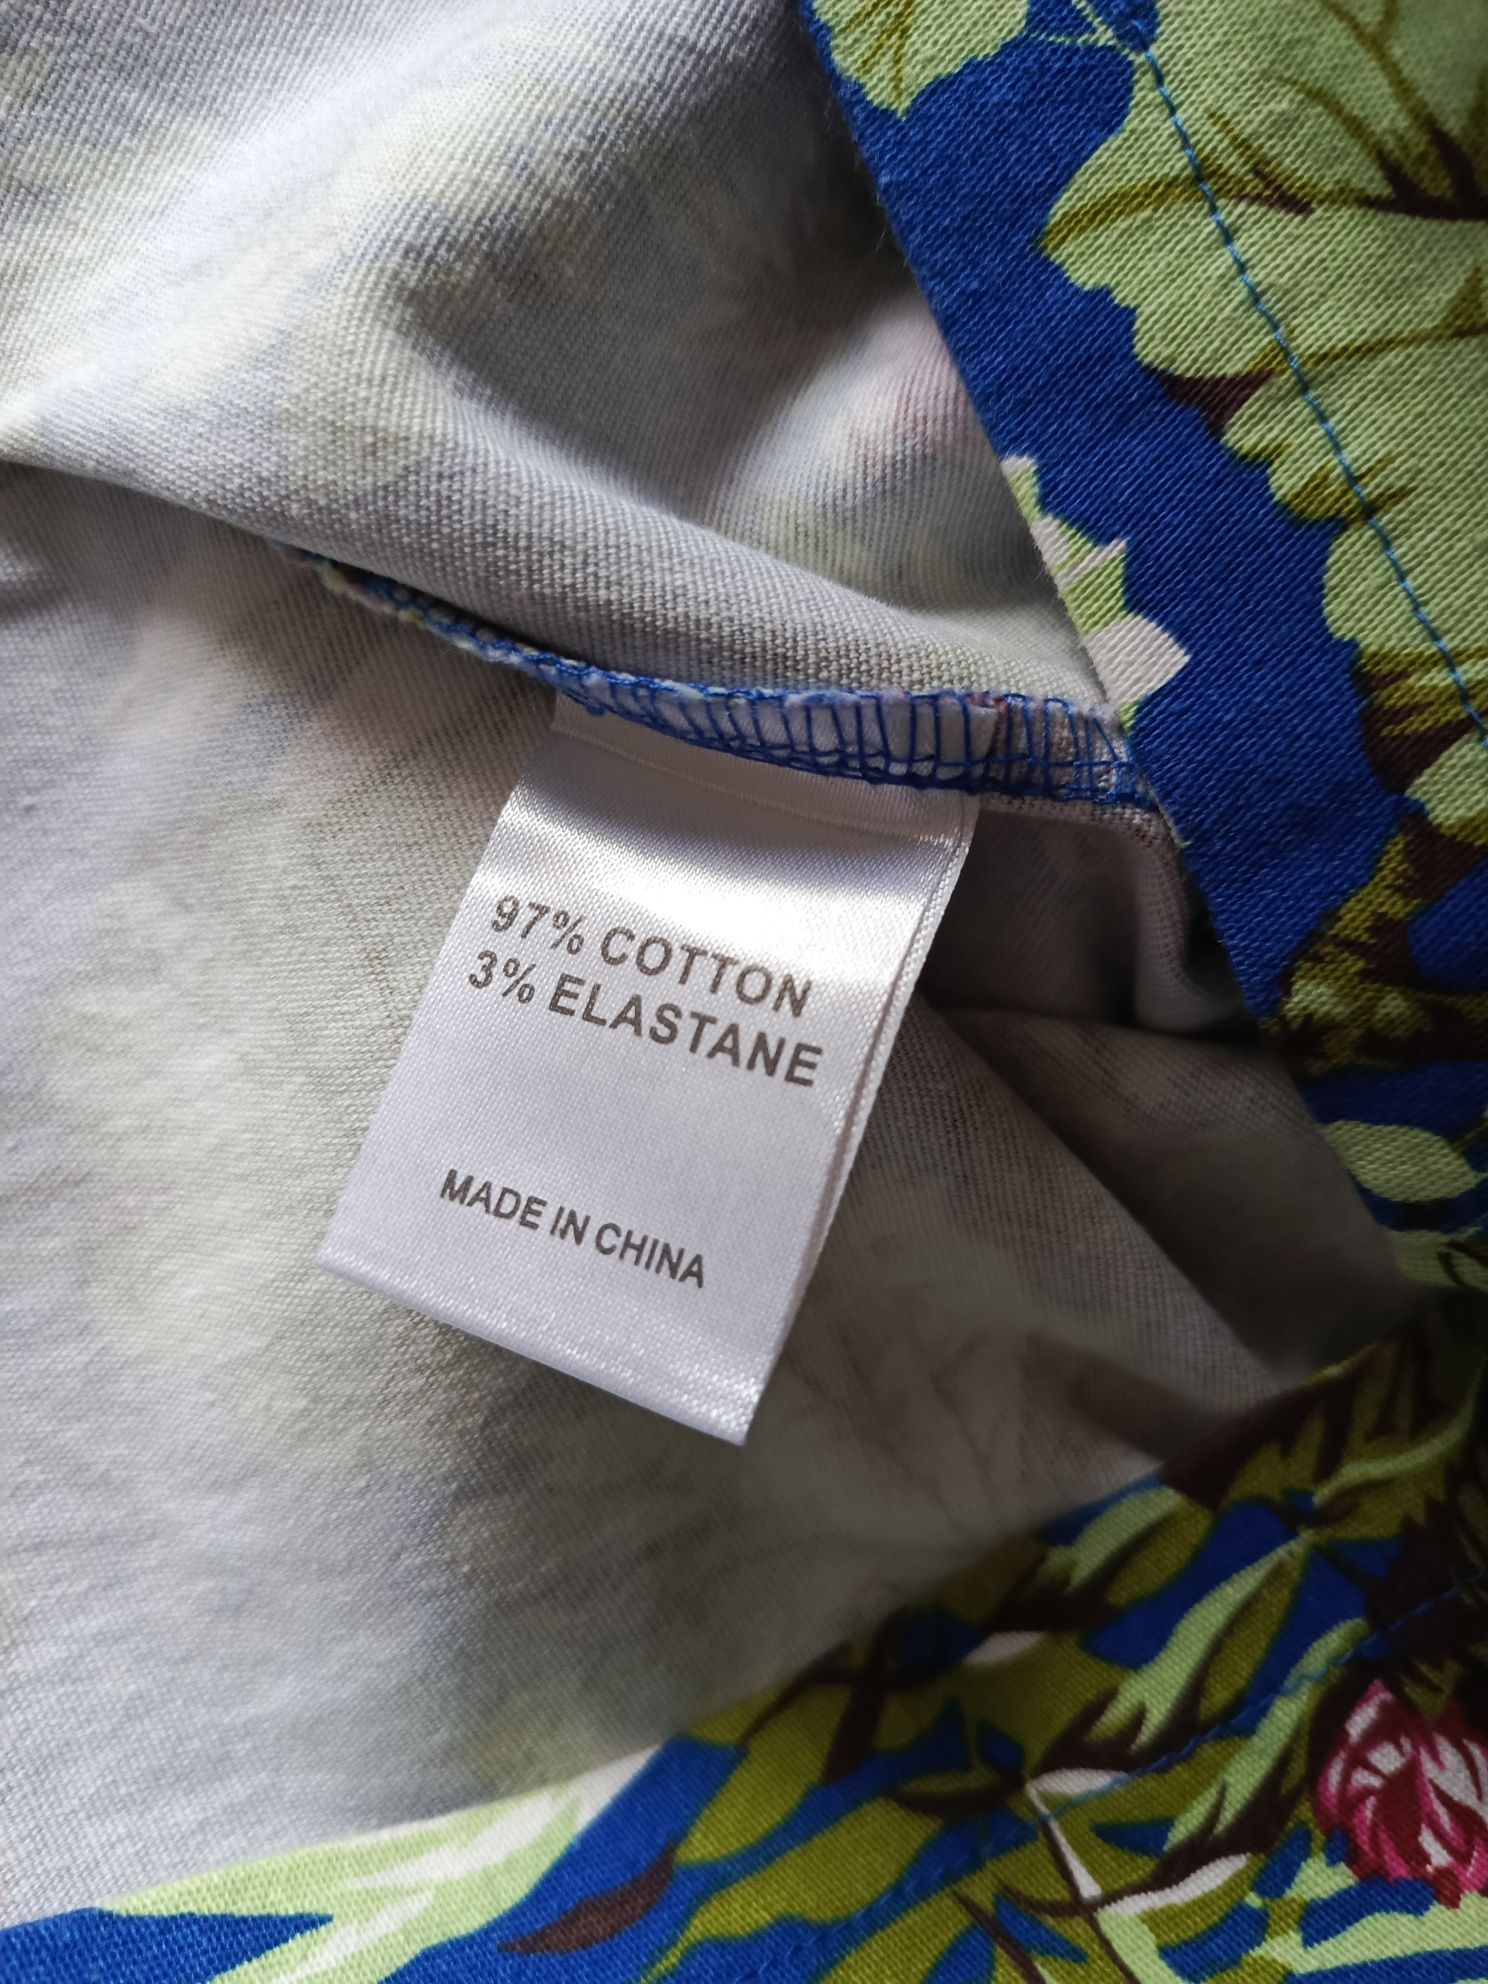 97% COTTON
3% ELASTANE
MADE IN CHINA